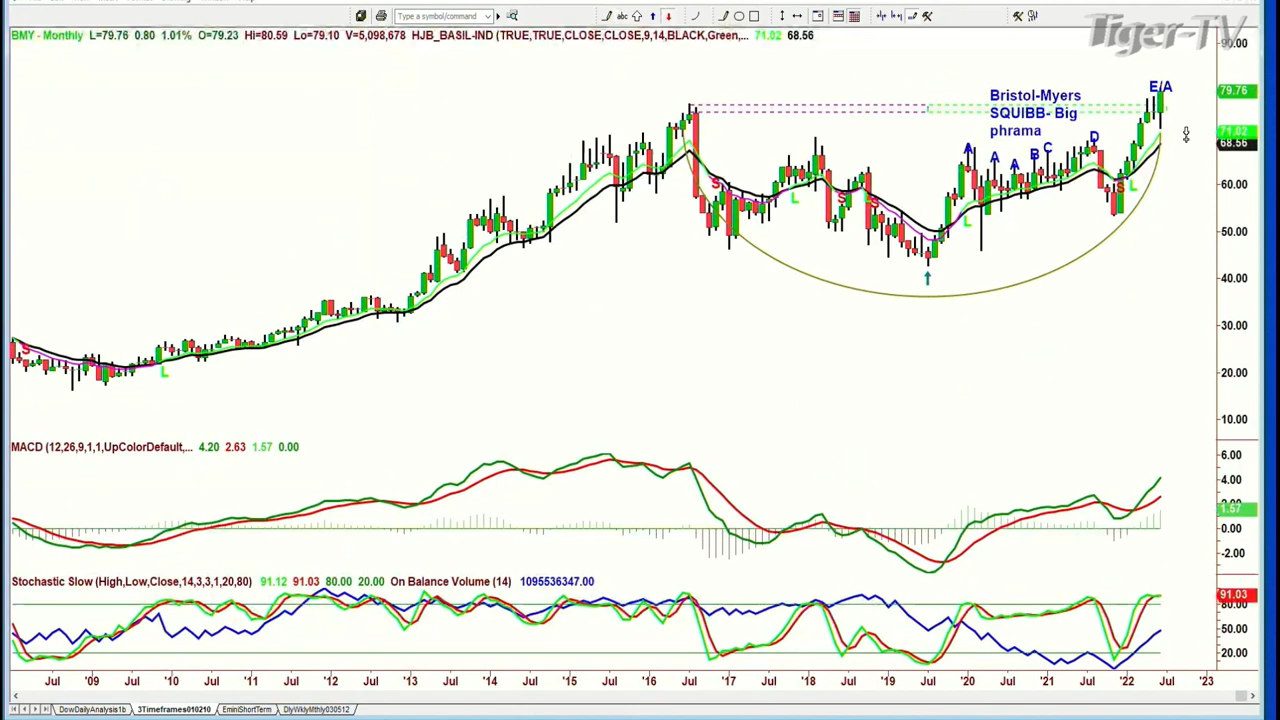 Type a symbol/command
abc
BMY - Monthly L=79.76 0.80 1.01% O=79.23 Hi=80.59 Lo=79.10 V=5,098,678 HJB_BASIL-IND (TRUE,TRUE,CLOSE,CLOSE,9,14,BLACK,Green,... 71.02 68.56
Tiger-TV
90.00
E/A
79.76
Bristol-Myers
SQUIBB- Big
phrama
71.02
68.56
A A A B C D
S L S S L S L
60.00
50.00
40.00
30.00
S L
20.00
10.00
MACD (12,26,9,1,1,UpColorDefault,... 4.20 2.63 1.57 0.00
6.00
4.00
2.00
1.57
0.00
-2.00
Stochastic Slow (High,Low,Close,14,3,3,1,20,80) 91.12 91.03 80.00 20.00 On Balance Volume (14) 1095536347.00
91.03
80.00
50.00
20.00
Jul '09 Jul '10 Jul '11 Jul '12 Jul '13 Jul '14 Jul '15 Jul '16 Jul '17 Jul '18 Jul '19 Jul '20 Jul '21 Jul '22 Jul '23
DowDailyAnalysis1b 3Timeframes010210 EminiShortTerm DlyWklyMthly030512